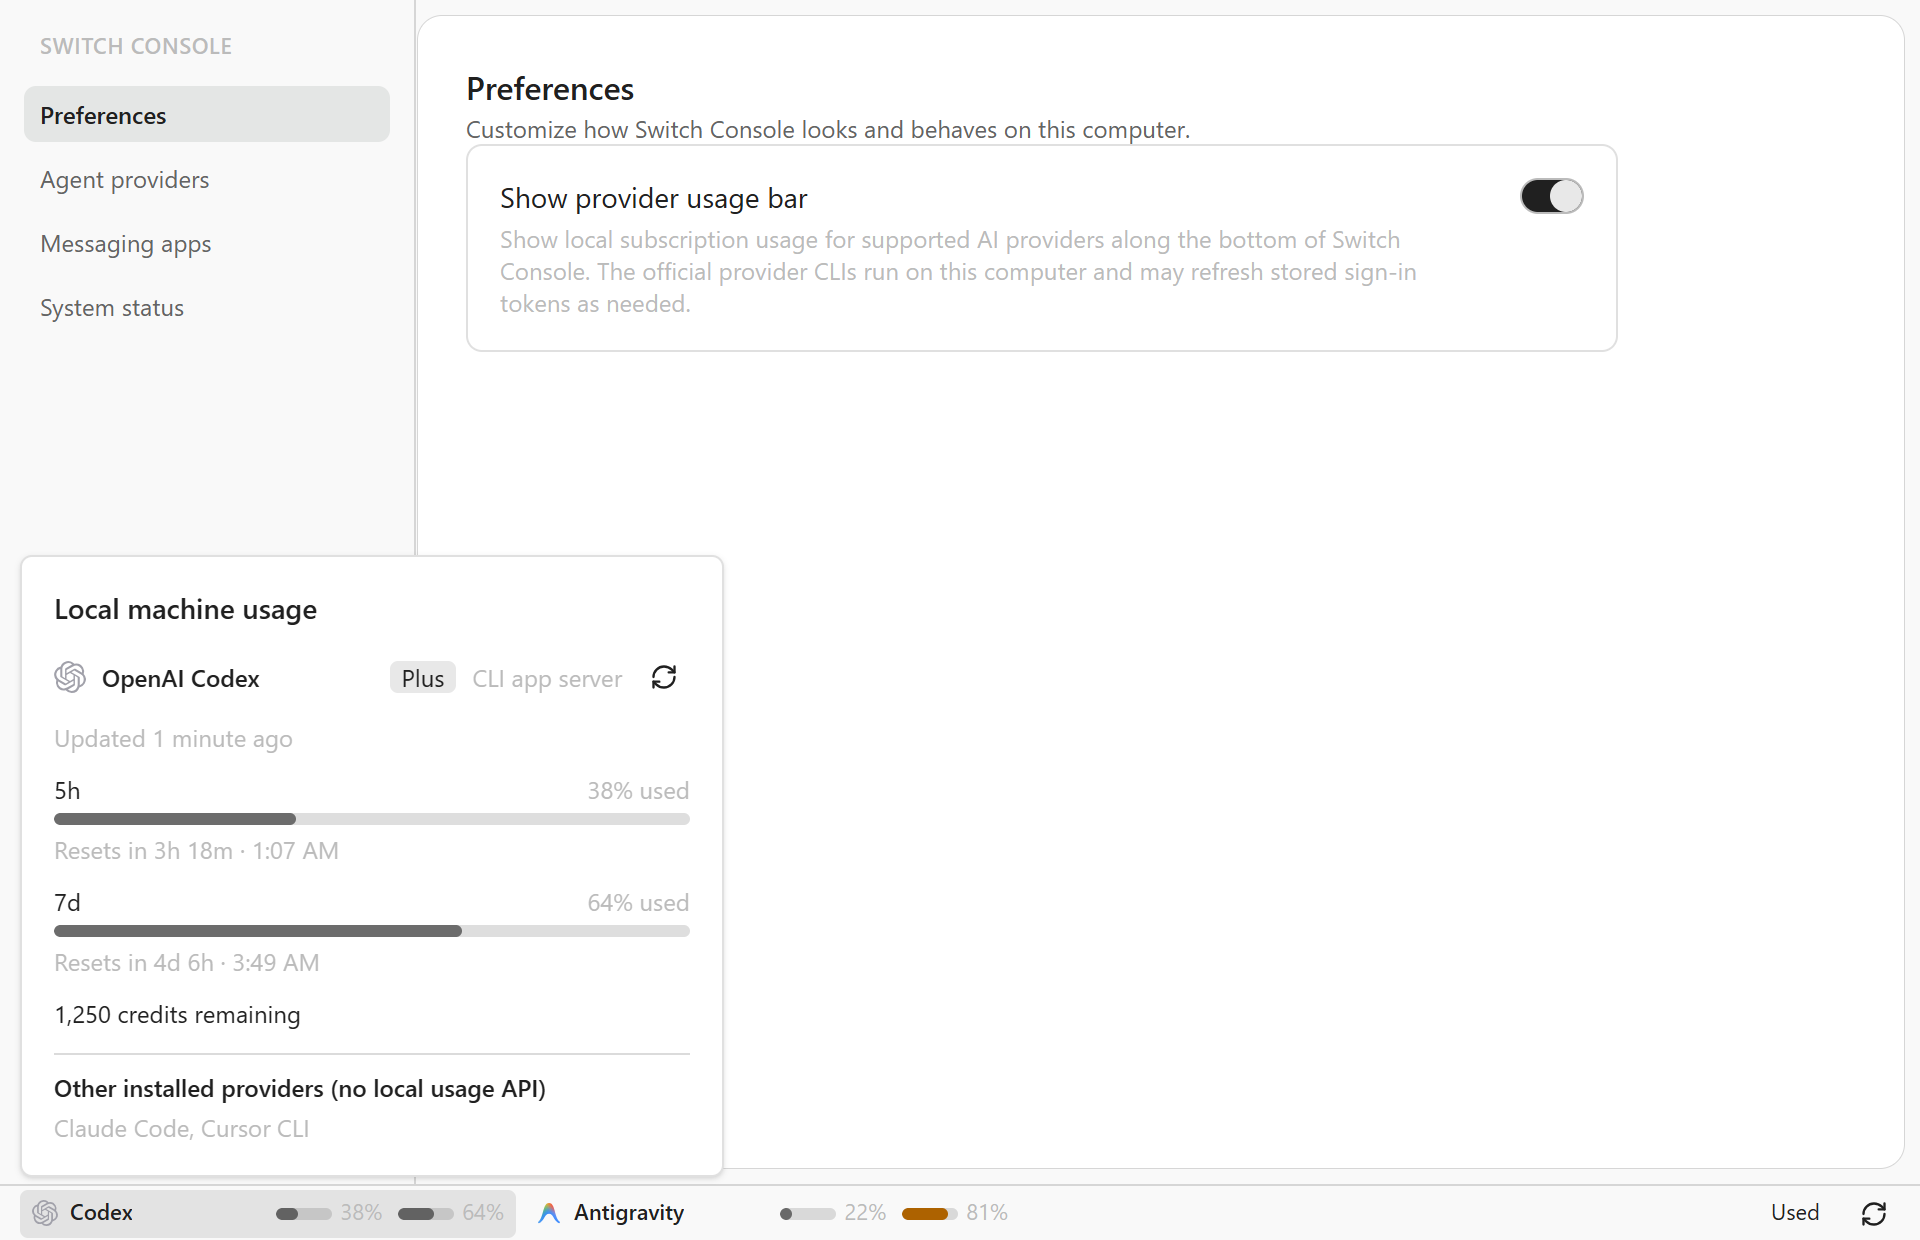 SWITCH CONSOLE
Preferences
Agent providers
Messaging apps
System status
Preferences
Customize how Switch Console looks and behaves on this computer.
Show provider usage bar
Show local subscription usage for supported AI providers along the bottom of Switch
Console. The official provider CLIs run on this computer and may refresh stored sign-in
tokens as needed.
Local machine usage
OpenAI Codex
Plus
CLI app server
Updated 1 minute ago
5h
38% used
Resets in 3h 18m · 1:07 AM
7d
64% used
Resets in 4d 6h · 3:49 AM
1,250 credits remaining
Other installed providers (no local usage API)
Claude Code, Cursor CLI
Codex
38%
64%
Antigravity
22%
81%
Used